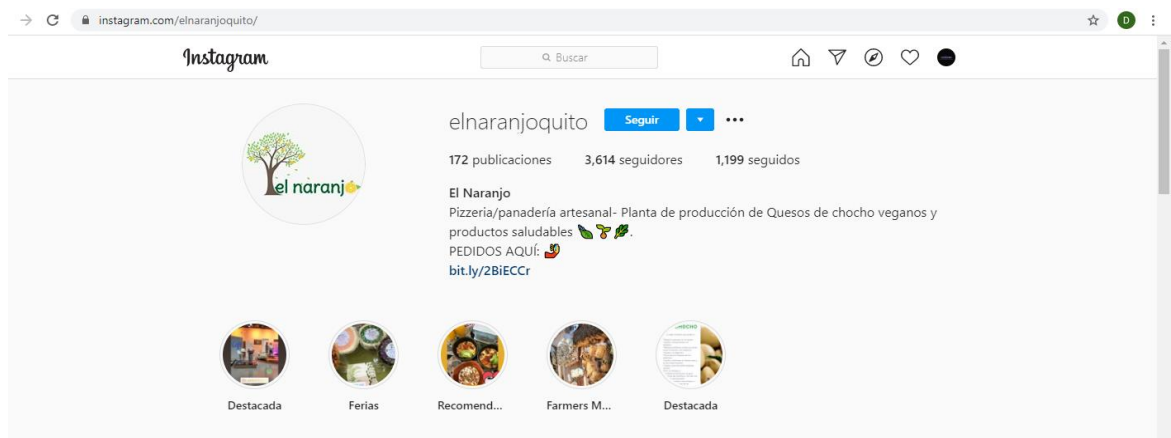 instagram.com/elnaranjoquito/
D
Instagram
Buscar
el naranjo
elnaranjoquito Seguir
172 publicaciones 3,614 seguidores 1,199 seguidos
El Naranjo
Pizzeria/panadería artesanal- Planta de producción de Quesos de chocho veganos y
productos saludables 🍆🌱🥬.
PEDIDOS AQUÍ:
bit.ly/2BiECCr
Destacada Ferias Recomend... Farmers M... Destacada